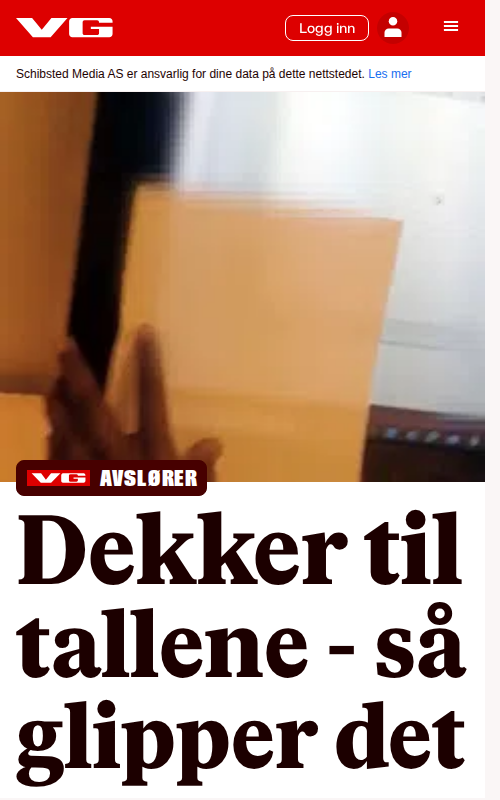 VG
Logg inn
Schibsted Media AS er ansvarlig for dine data på dette nettstedet. Les mer
VG AVSLØRER
Dekker til
tallene - så
glipper det